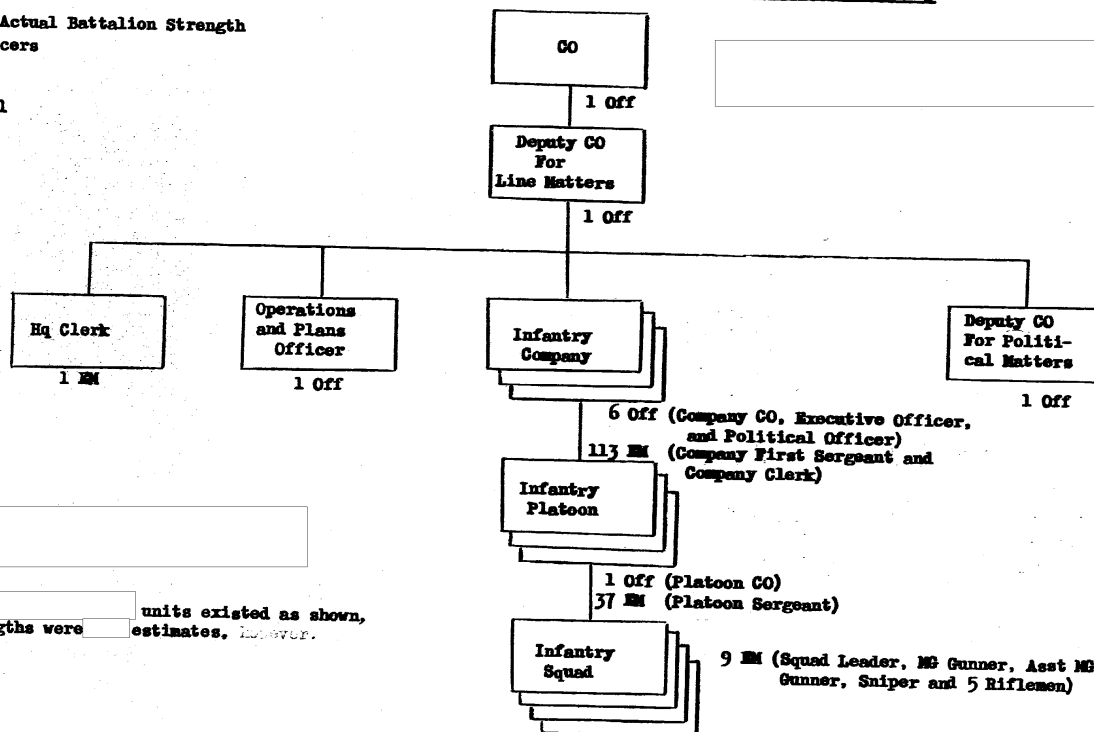 Actual Battalion Strength
cers
1
CO
1 Off
Deputy CO
For
Line Matters
1 Off
Hq Clerk
1 EM
Operations
and Plans
Officer
1 Off
Infantry
Company
Deputy CO
For Politi-
cal Matters
1 Off
6 Off (Company CO, Executive Officer,
and Political Officer)
113 EM (Company First Sergeant and
Company Clerk)
Infantry
Platoon
1 Off (Platoon CO)
37 EM (Platoon Sergeant)
units existed as shown,
gths were estimates, however.
Infantry
Squad
9 EM (Squad Leader, MG Gunner, Asst MG
Gunner, Sniper and 5 Riflemen)